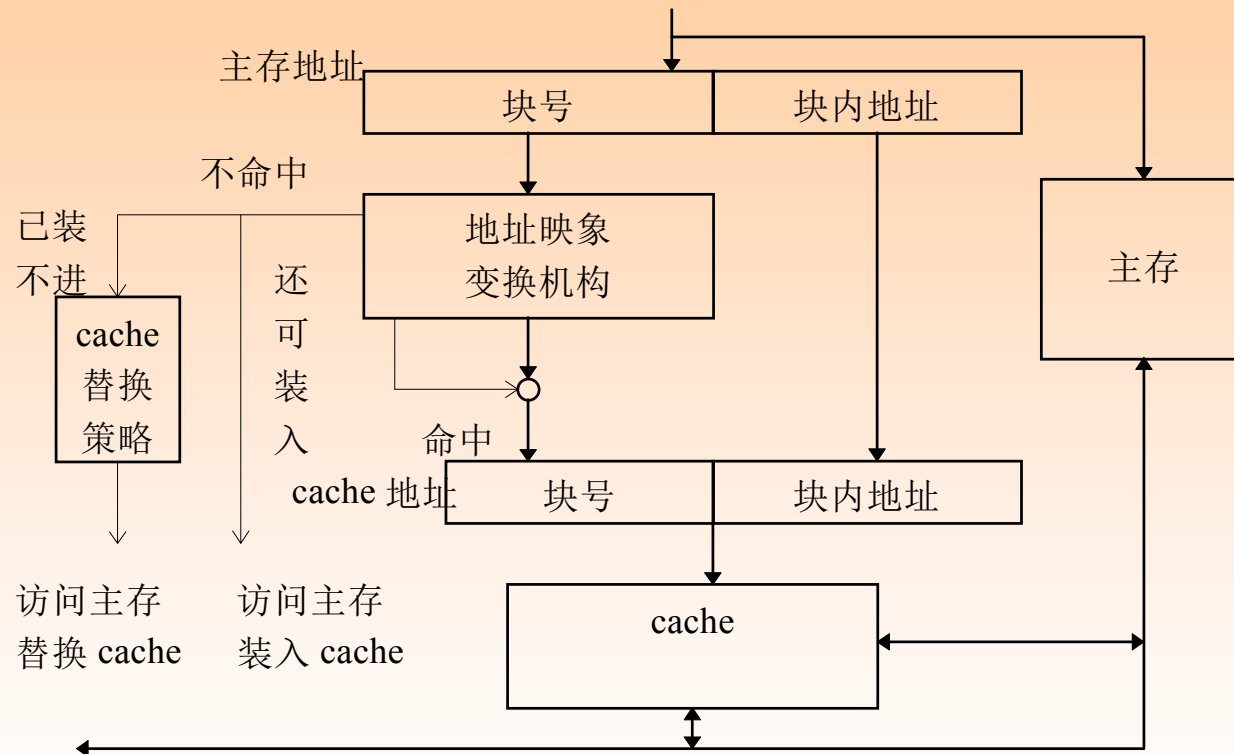 主存地址
块号
块内地址
不命中
已装
不进
还
可
装
入
地址映象
变换机构
主存
cache
替换
策略
命中
cache 地址
块号
块内地址
访问主存
替换 cache
访问主存
装入 cache
cache